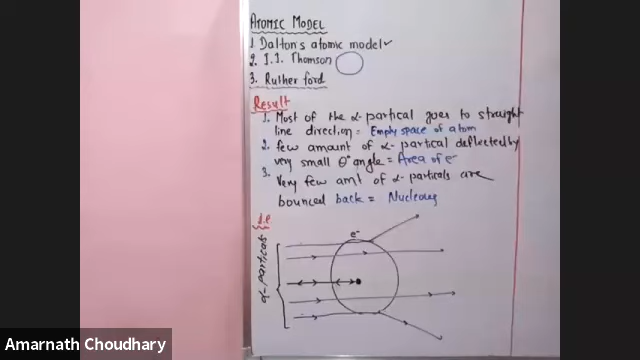 ATOMIC MODEL
1 Dalton's atomic model✓
2. J.J. Thomson
3. Ruther ford
Result
1. Most of the α-partical goes to straight
line direction = Empty space of atom
2. few amount of α-partical deflected by
very small θ° angle = Area of e⁻
3. Very few amt of α-particals are
bounced back = Nucleous
e⁻
α-particals
Amarnath Choudhary